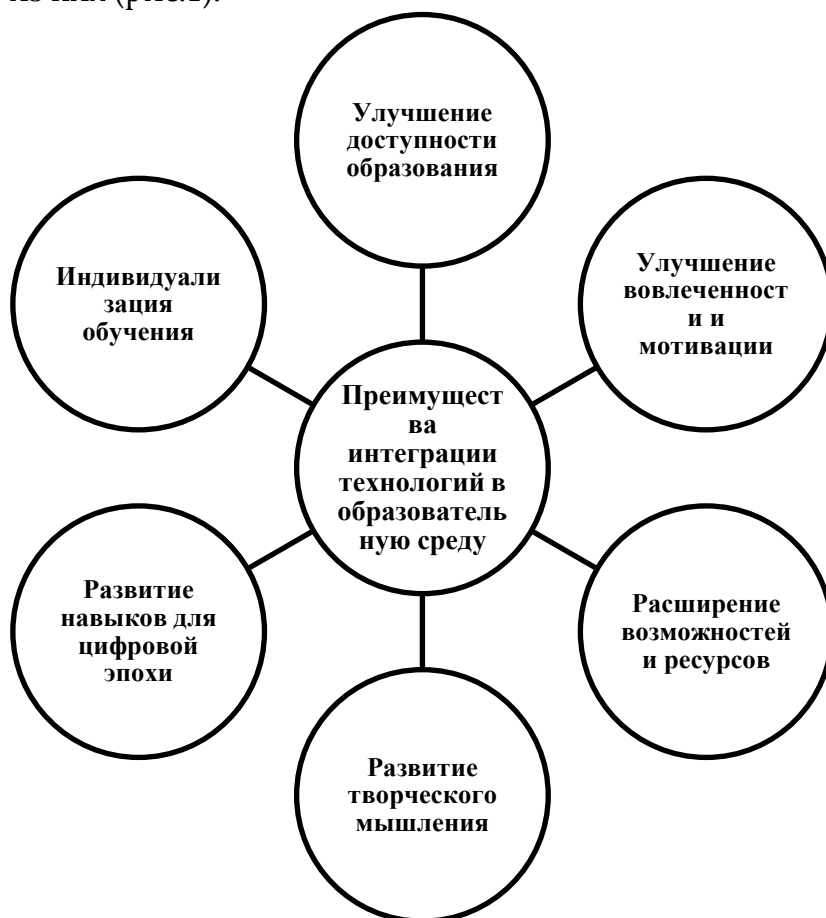 из них (рис.1).
Улучшение
доступности
образования
Улучшение
вовлеченност
и и
мотивации
Расширение
возможностей
и ресурсов
Развитие
творческого
мышления
Развитие
навыков для
цифровой
эпохи
Индивидуали
зация
обучения
Преимущест
ва
интеграции
технологий в
образователь
ную среду